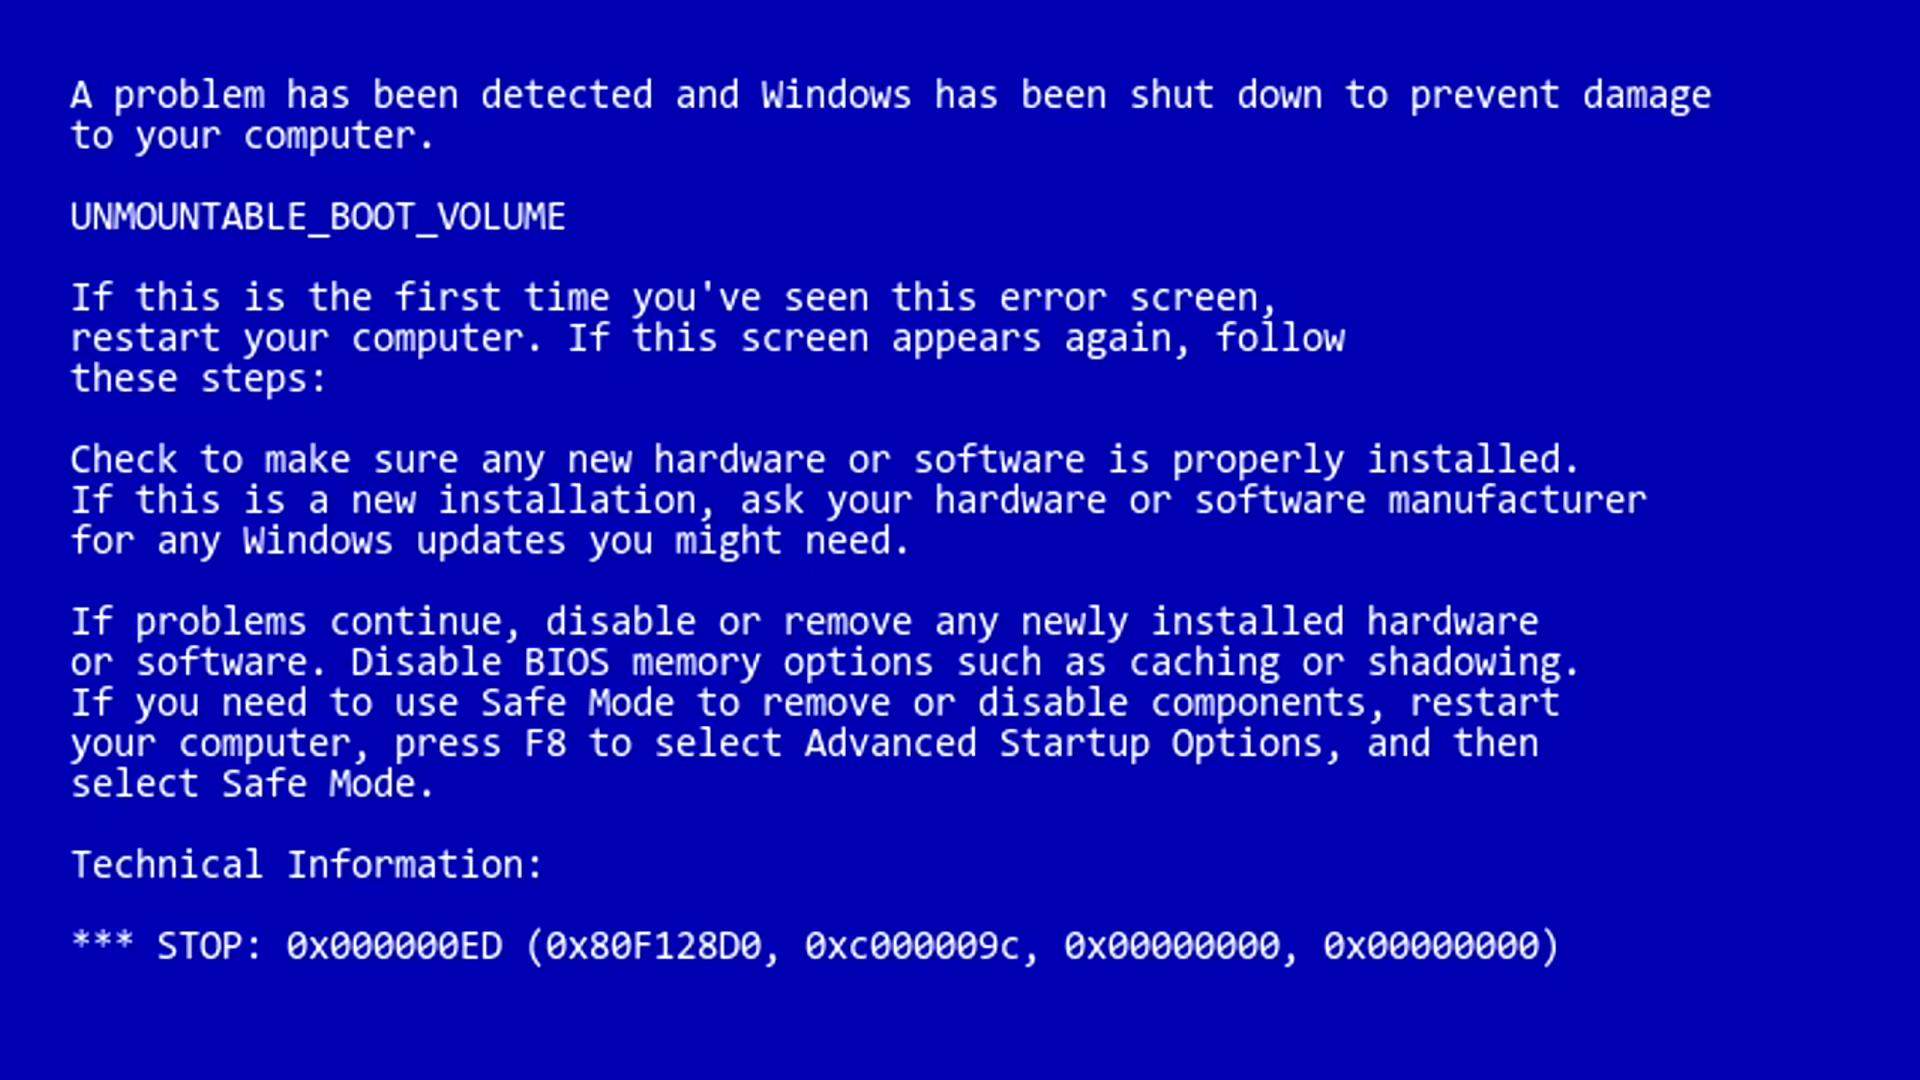 A problem has been detected and Windows has been shut down to prevent damage
to your computer.
UNMOUNTABLE_BOOT_VOLUME
If this is the first time you've seen this error screen,
restart your computer. If this screen appears again, follow
these steps:
Check to make sure any new hardware or software is properly installed.
If this is a new installation, ask your hardware or software manufacturer
for any Windows updates you might need.
If problems continue, disable or remove any newly installed hardware
or software. Disable BIOS memory options such as caching or shadowing.
If you need to use Safe Mode to remove or disable components, restart
your computer, press F8 to select Advanced Startup Options, and then
select Safe Mode.
Technical Information:
*** STOP: 0x000000ED (0x80F128D0, 0xc000009c, 0x00000000, 0x00000000)